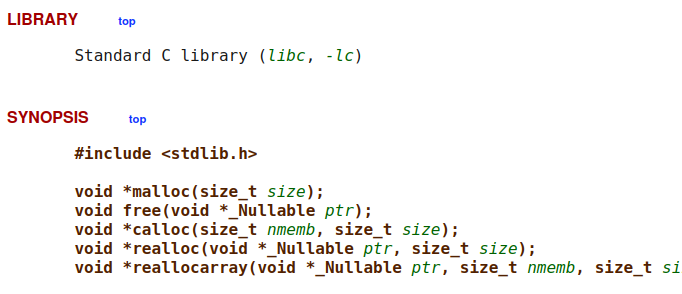 LIBRARY top
Standard C library (libc, -lc)
SYNOPSIS top
#include <stdlib.h>
void *malloc(size_t size);
void free(void *_Nullable ptr);
void *calloc(size_t nmemb, size_t size);
void *realloc(void *_Nullable ptr, size_t size);
void *reallocarray(void *_Nullable ptr, size_t nmemb, size_t si